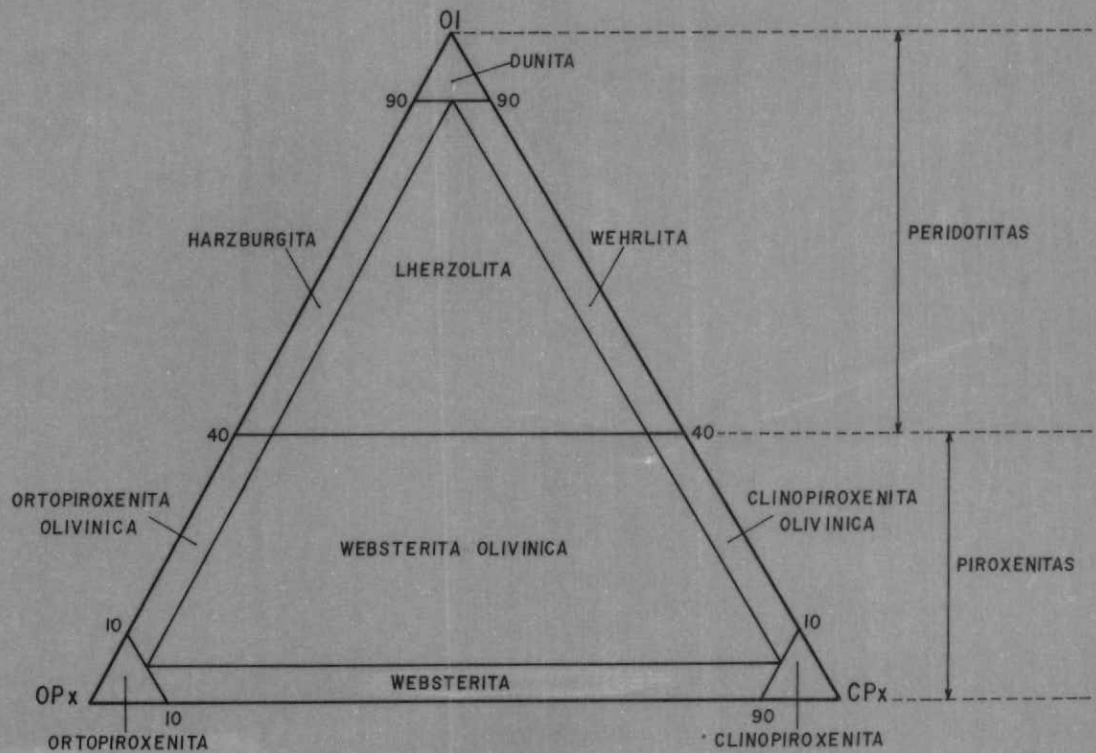 Ol
DUNITA
90
90
HARZBURGITA
WEHRLITA
LHERZOLITA
PERIDOTITAS
40
40
ORTOPIROXENITA
OLIVINICA
CLINOPIROXENITA
OLIVINICA
WEBSTERITA OLIVINICA
PIROXENITAS
10
10
OPx
WEBSTERITA
CPx
10
90
ORTOPIROXENITA
CLINOPIROXENITA